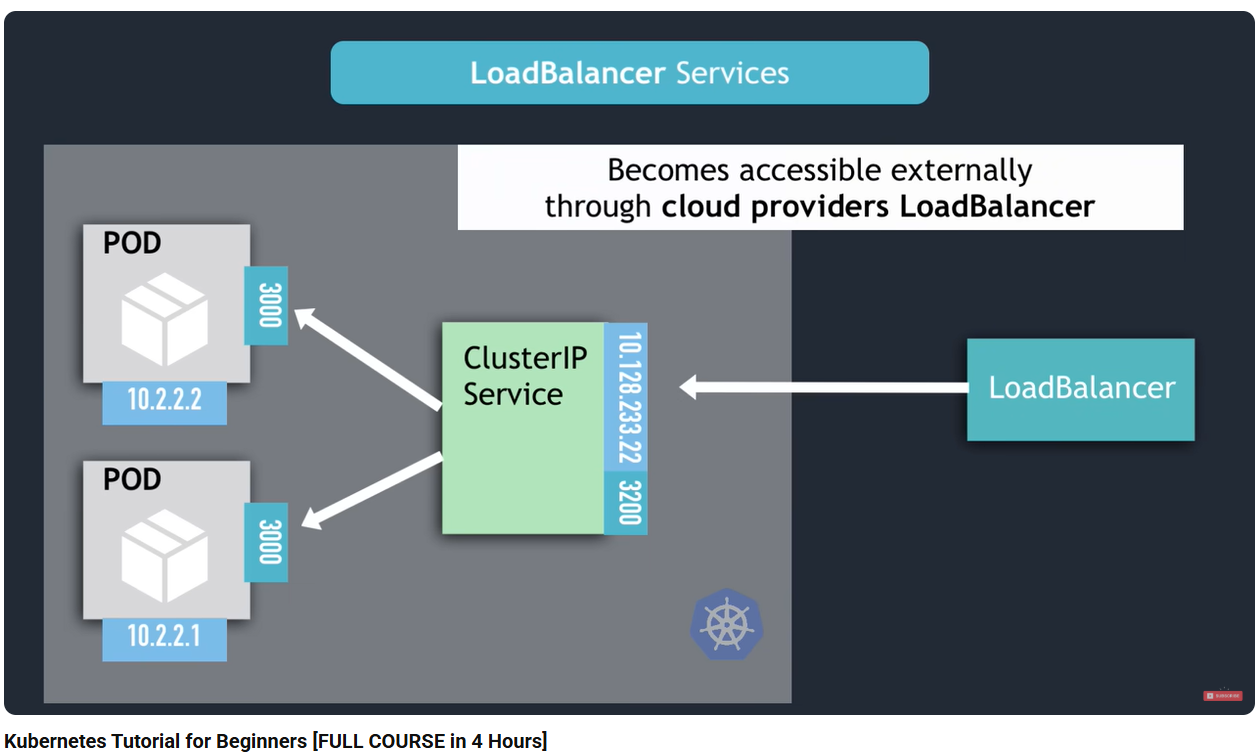 LoadBalancer Services
Becomes accessible externally
through cloud providers LoadBalancer
POD
3000
10.2.2.2
POD
3000
10.2.2.1
ClusterIP
Service
10.128.233.22
3200
LoadBalancer
SUBSCRIBE
Kubernetes Tutorial for Beginners [FULL COURSE in 4 Hours]